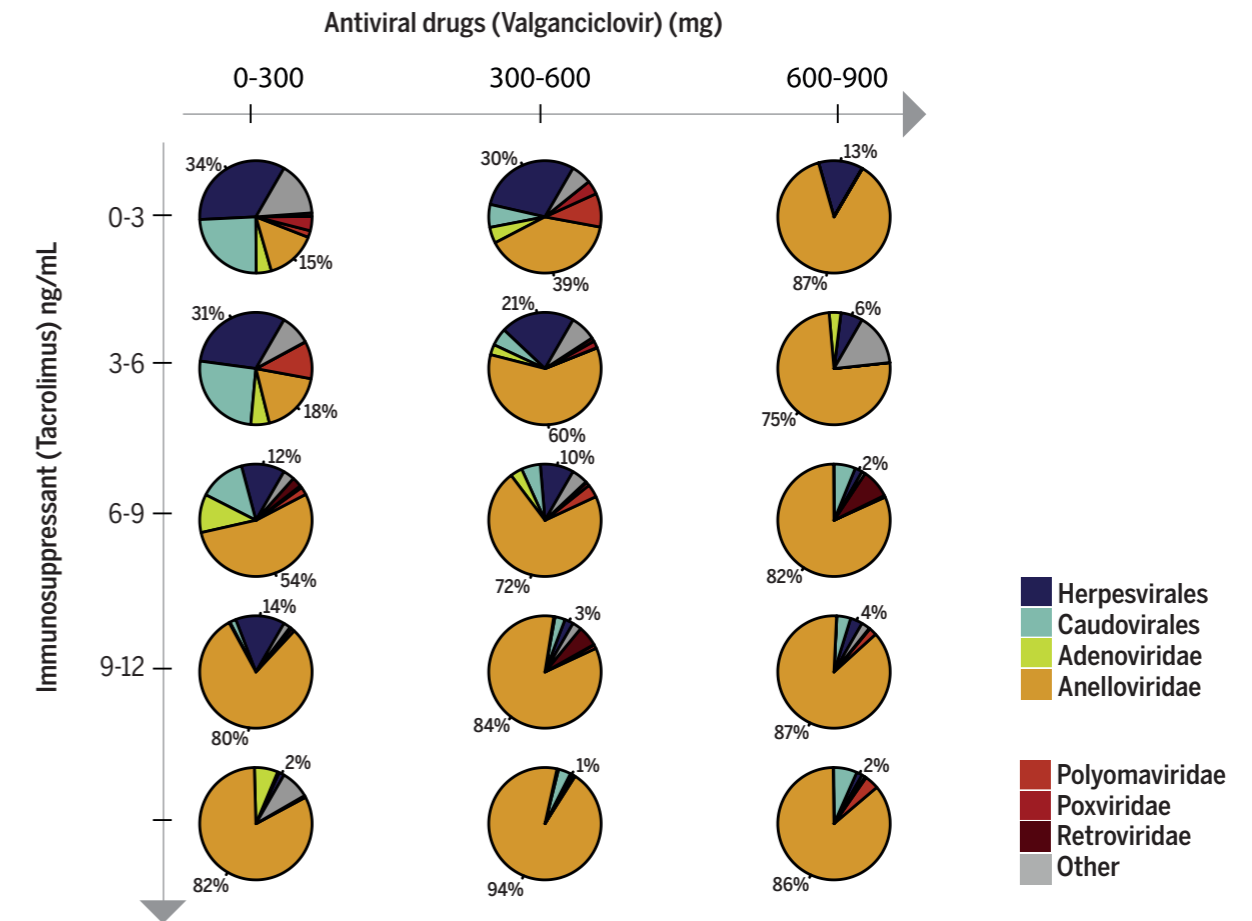 Antiviral drugs (Valganciclovir) (mg)
0-300 300-600 600-900
Immunosuppressant (Tacrolimus) ng/mL
34% 30% 13%
0-3
15% 39% 87%
31% 21% 6%
3-6
18% 60% 75%
12% 10% 2%
6-9
54% 72% 82%
14% 3% 4%
9-12
80% 84% 87%
2% 1% 2%
82% 94% 86%
Herpesvirales
Caudovirales
Adenoviridae
Anelloviridae
Polyomaviridae
Poxviridae
Retroviridae
Other